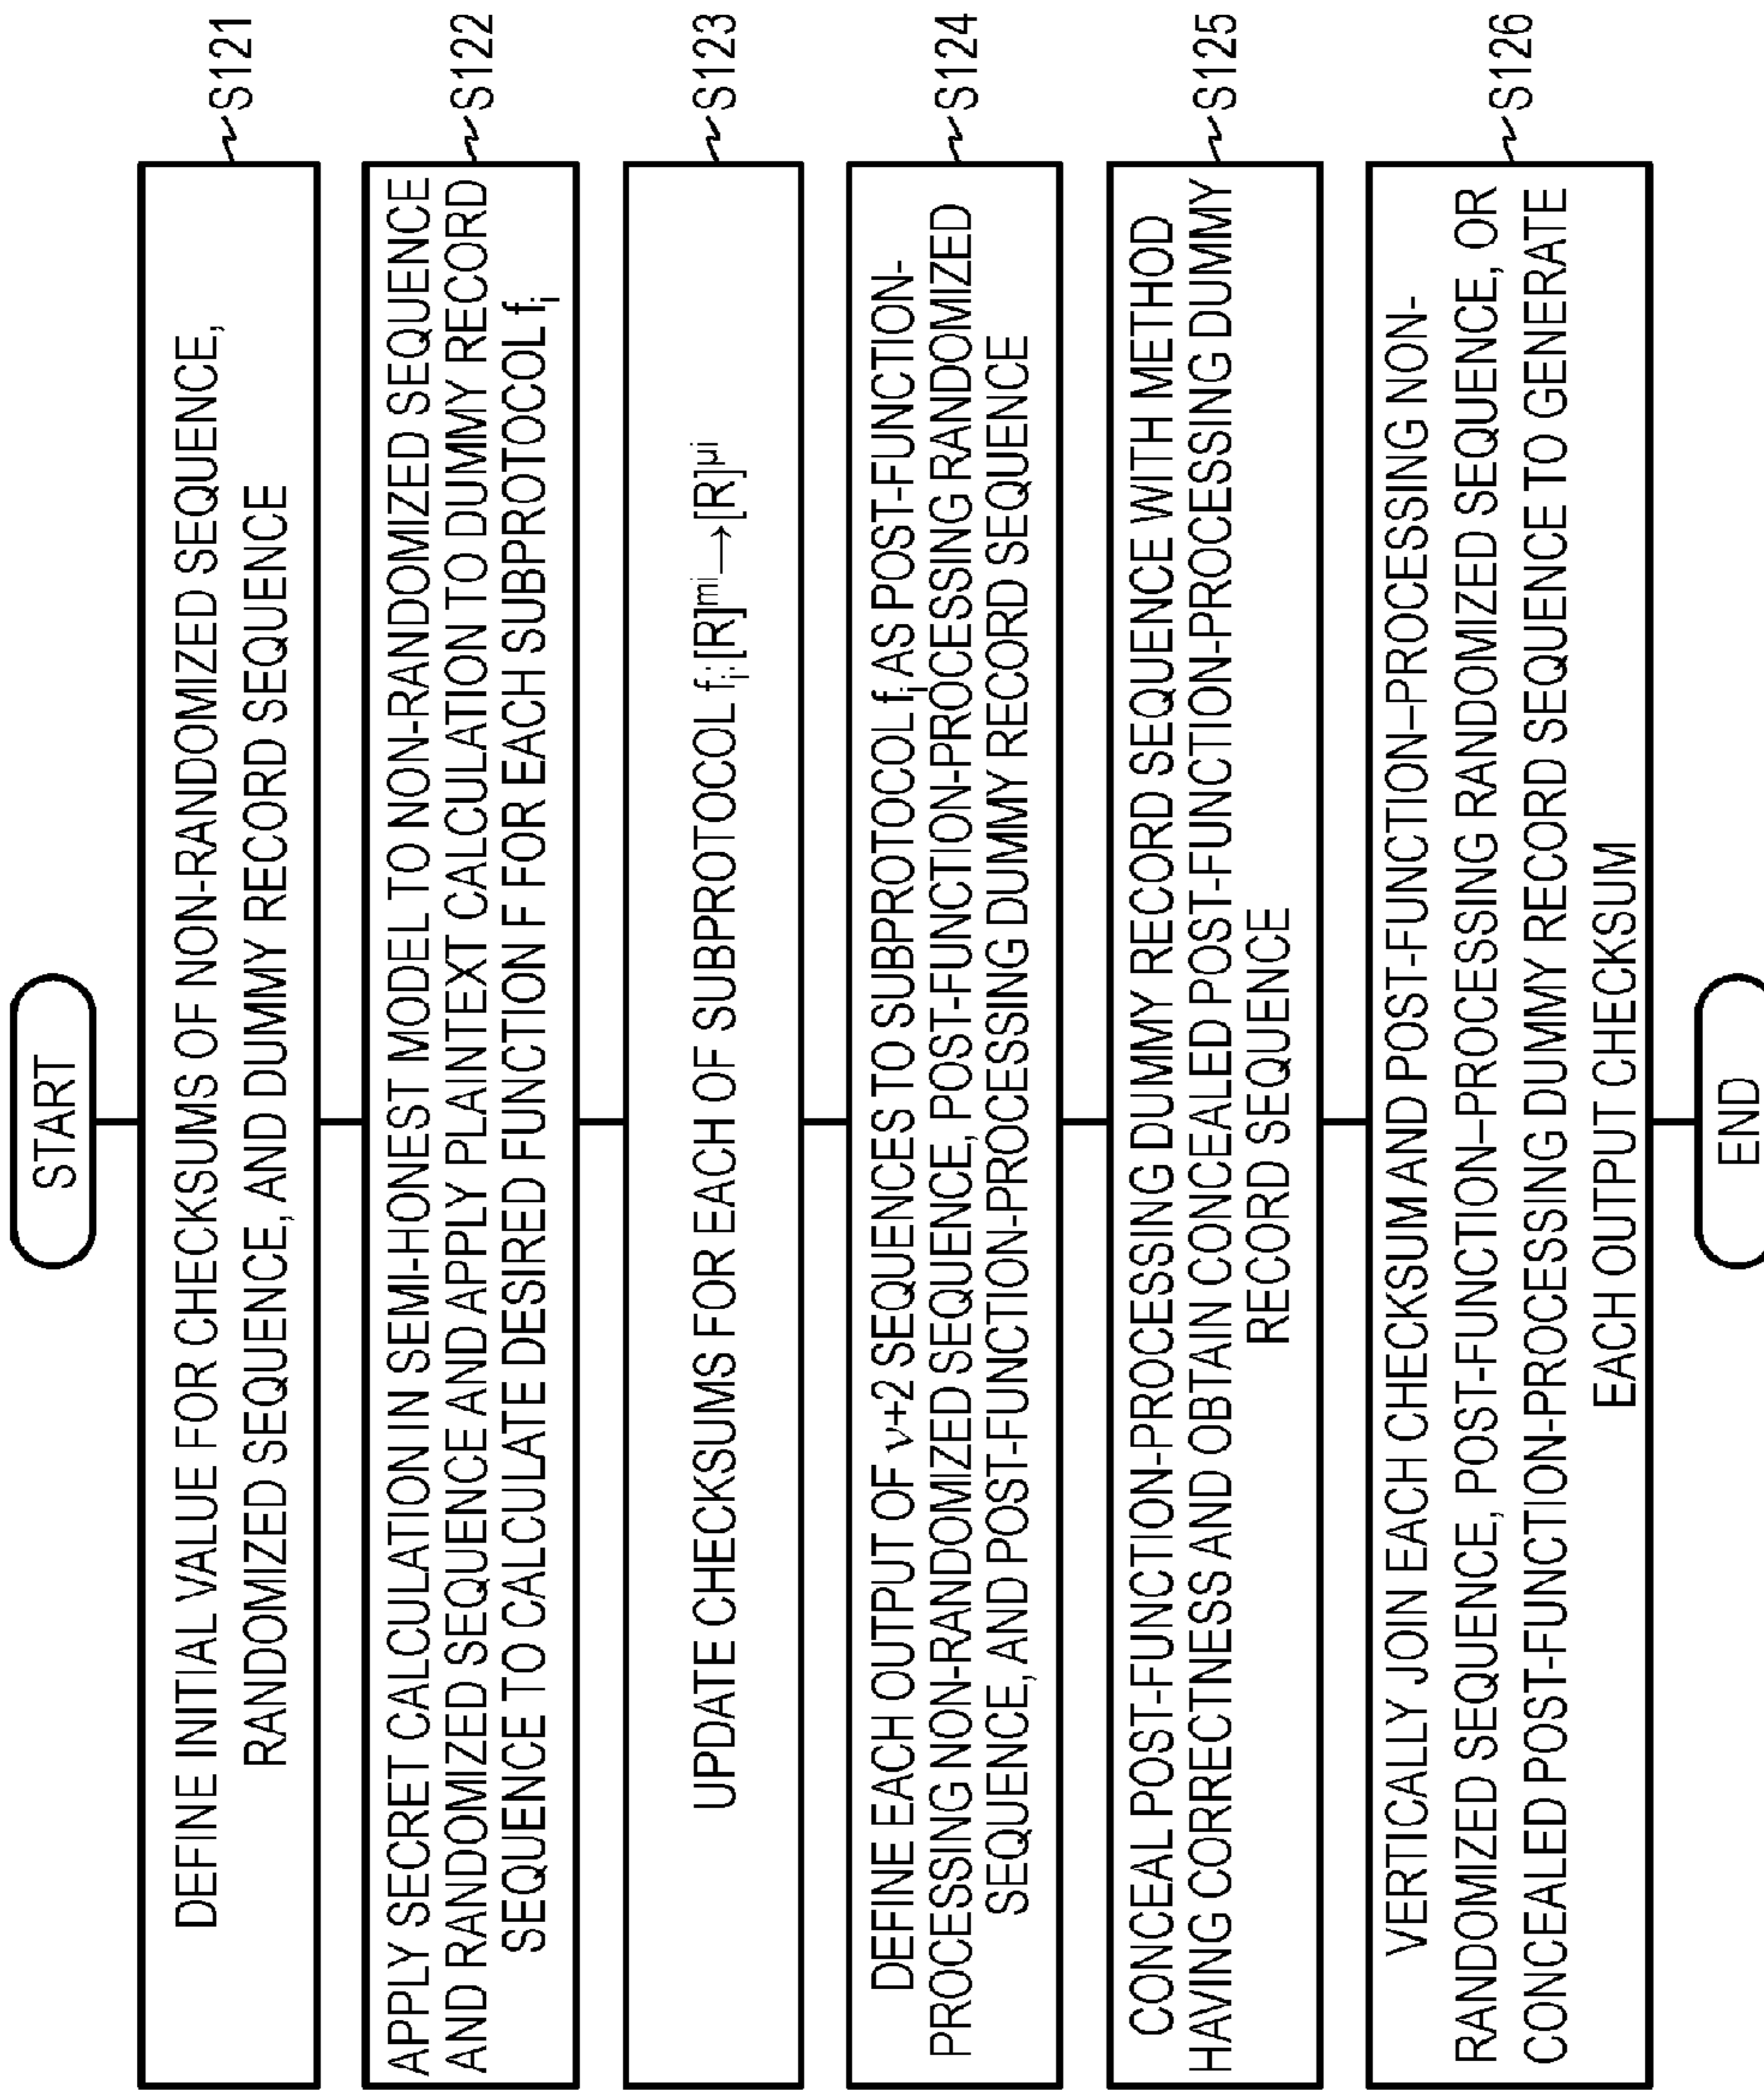 START
DEFINE INITIAL VALUE FOR CHECKSUMS OF NON-RANDOMIZED SEQUENCE,
RANDOMIZED SEQUENCE, AND DUMMY RECORD SEQUENCE
S121
APPLY SECRET CALCULATION IN SEMI-HONEST MODEL TO NON-RANDOMIZED SEQUENCE
AND RANDOMIZED SEQUENCE AND APPLY PLAINTEXT CALCULATION TO DUMMY RECORD
SEQUENCE TO CALCULATE DESIRED FUNCTION F FOR EACH SUBPROTOCOL fi
S122
UPDATE CHECKSUMS FOR EACH OF SUBPROTOCOL fi:[R]mi→[R]μi
S123
DEFINE EACH OUTPUT OF ν+2 SEQUENCES TO SUBPROTOCOL fi AS POST-FUNCTION-
PROCESSING NON-RANDOMIZED SEQUENCE, POST-FUNCTION-PROCESSING RANDOMIZED
SEQUENCE, AND POST-FUNCTION-PROCESSING DUMMY RECORD SEQUENCE
S124
CONCEAL POST-FUNCTION-PROCESSING DUMMY RECORD SEQUENCE WITH METHOD
HAVING CORRECTNESS AND OBTAIN CONCEALED POST-FUNCTION-PROCESSING DUMMY
RECORD SEQUENCE
S125
VERTICALLY JOIN EACH CHECKSUM AND POST-FUNCTION–PROCESSING NON-
RANDOMIZED SEQUENCE, POST-FUNCTION–PROCESSING RANDOMIZED SEQUENCE, OR
CONCEALED POST-FUNCTION-PROCESSING DUMMY RECORD SEQUENCE TO GENERATE
EACH OUTPUT CHECKSUM
S126
END